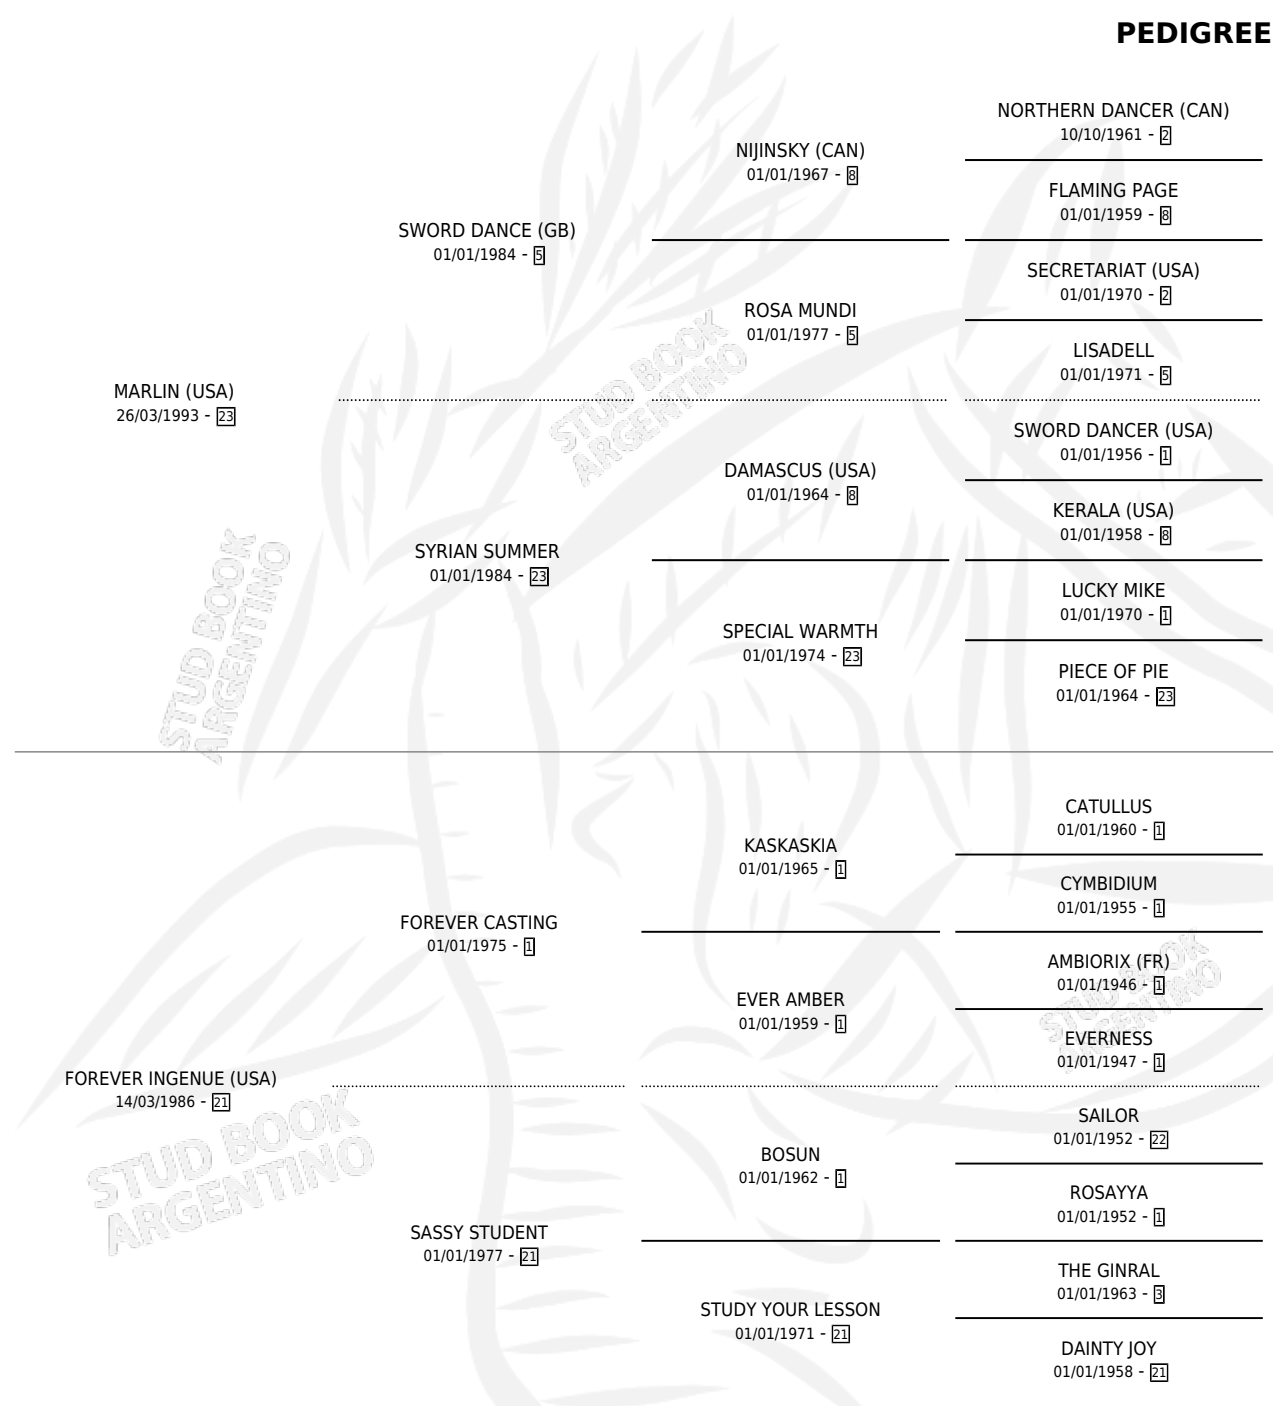 PEDIGREE
NORTHERN DANCER (CAN)
10/10/1961 - 2
NIJINSKY (CAN)
01/01/1967 - 8
FLAMING PAGE
01/01/1959 - 8
SWORD DANCE (GB)
01/01/1984 - 5
SECRETARIAT (USA)
01/01/1970 - 2
ROSA MUNDI
01/01/1977 - 5
LISADELL
01/01/1971 - 5
MARLIN (USA)
26/03/1993 - 23
SWORD DANCER (USA)
01/01/1956 - 1
DAMASCUS (USA)
01/01/1964 - 8
KERALA (USA)
01/01/1958 - 8
SYRIAN SUMMER
01/01/1984 - 23
LUCKY MIKE
01/01/1970 - 1
SPECIAL WARMTH
01/01/1974 - 23
PIECE OF PIE
01/01/1964 - 23
CATULLUS
01/01/1960 - 1
KASKASKIA
01/01/1965 - 1
CYMBIDIUM
01/01/1955 - 1
FOREVER CASTING
01/01/1975 - 1
AMBIORIX (FR)
01/01/1946 - 1
EVER AMBER
01/01/1959 - 1
EVERNESS
01/01/1947 - 1
FOREVER INGENUE (USA)
14/03/1986 - 21
SAILOR
01/01/1952 - 22
BOSUN
01/01/1962 - 1
ROSAYYA
01/01/1952 - 1
SASSY STUDENT
01/01/1977 - 21
THE GINRAL
01/01/1963 - 3
STUDY YOUR LESSON
01/01/1971 - 21
DAINTY JOY
01/01/1958 - 21
STUD BOOK
ARGENTINO
STUD BOOK
ARGENTINO
STUD BOOK
ARGENTINO
STUD BOOK
ARGENTINO